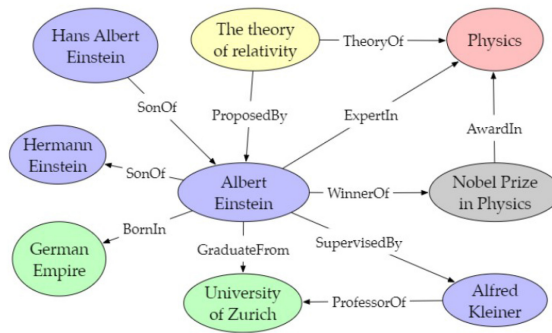 Hans Albert
Einstein
The theory
of relativity
TheoryOf
Physics
SonOf
ProposedBy
ExpertIn
AwardIn
Hermann
Einstein
SonOf
Albert
Einstein
WinnerOf
Nobel Prize
in Physics
BornIn
GraduateFrom
SupervisedBy
German
Empire
University
of Zurich
ProfessorOf
Alfred
Kleiner